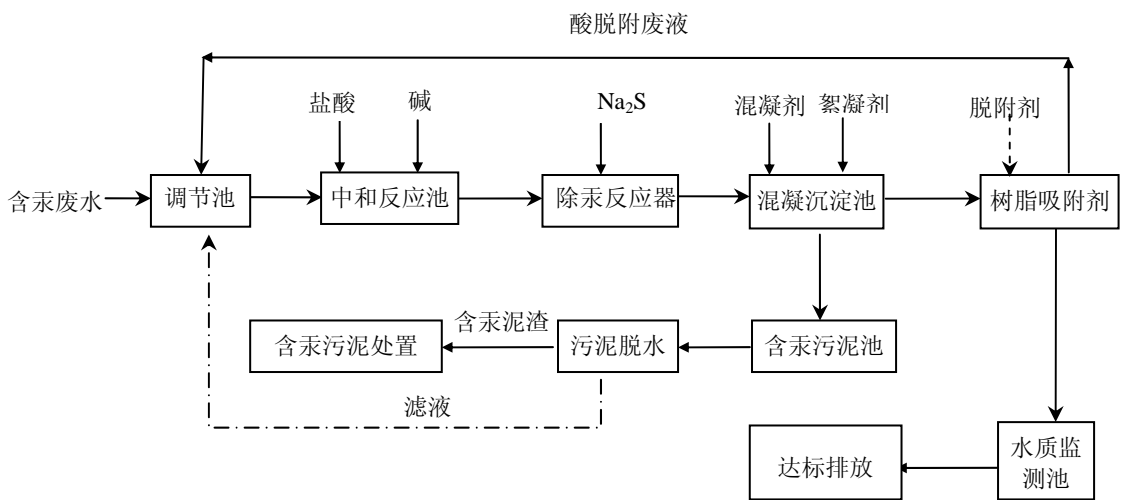 酸脱附废液
盐酸
碱
Na₂S
混凝剂
絮凝剂
脱附剂
含汞废水
调节池
中和反应池
除汞反应器
混凝沉淀池
树脂吸附剂
含汞污泥处置
含汞泥渣
污泥脱水
含汞污泥池
滤液
达标排放
水质监
测池